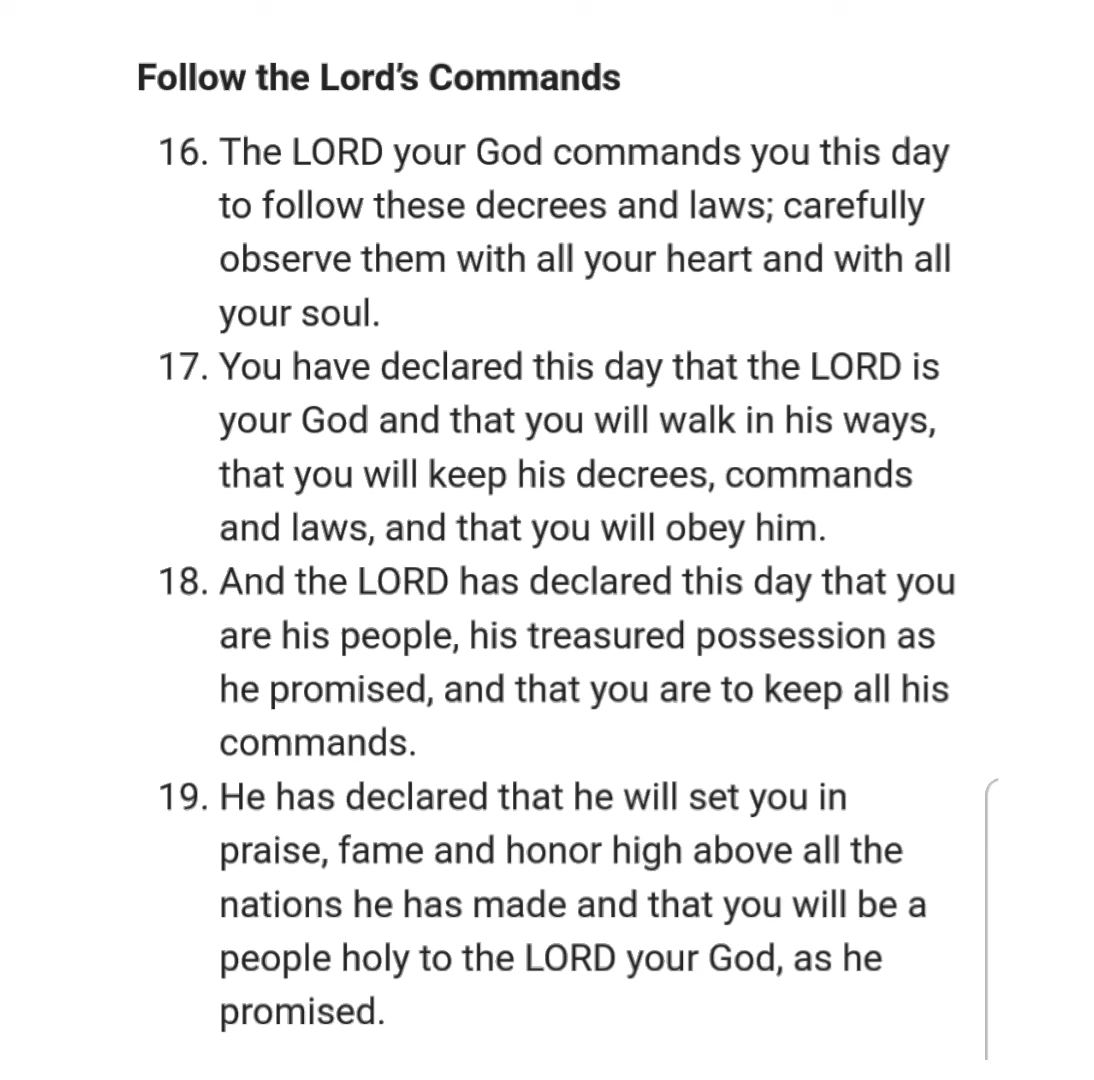 Follow the Lord’s Commands
16. The LORD your God commands you this day
to follow these decrees and laws; carefully
observe them with all your heart and with all
your soul.
17. You have declared this day that the LORD is
your God and that you will walk in his ways,
that you will keep his decrees, commands
and laws, and that you will obey him.
18. And the LORD has declared this day that you
are his people, his treasured possession as
he promised, and that you are to keep all his
commands.
19. He has declared that he will set you in
praise, fame and honor high above all the
nations he has made and that you will be a
people holy to the LORD your God, as he
promised.